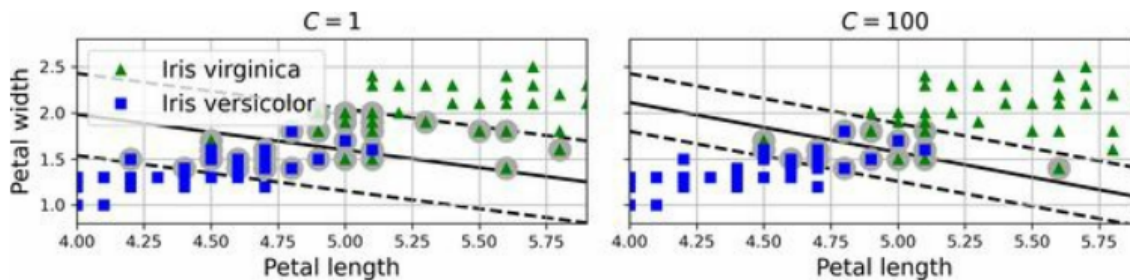 C = 1
C = 100
Petal width
2.5
2.0
1.5
1.0
Iris virginica
Iris versicolor
4.00 4.25 4.50 4.75 5.00 5.25 5.50 5.75
4.00 4.25 4.50 4.75 5.00 5.25 5.50 5.75
Petal length
Petal length